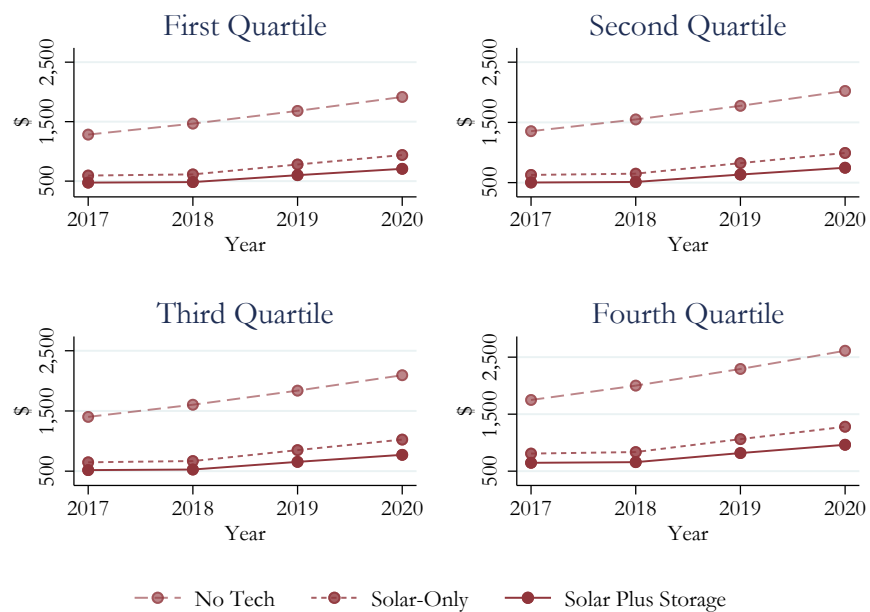 First Quartile
2,500
1,500
500
$
2017 2018 2019 2020
Year
Second Quartile
2,500
1,500
500
$
2017 2018 2019 2020
Year
Third Quartile
2,500
1,500
500
$
2017 2018 2019 2020
Year
Fourth Quartile
2,500
1,500
500
$
2017 2018 2019 2020
Year
No Tech Solar-Only Solar Plus Storage